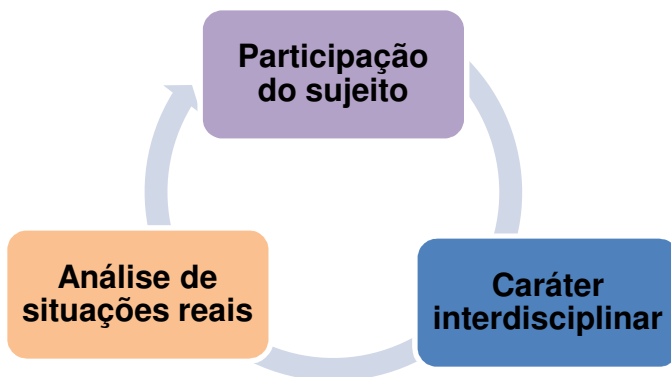 Participação
do sujeito
Análise de
situações reais
Caráter
interdisciplinar